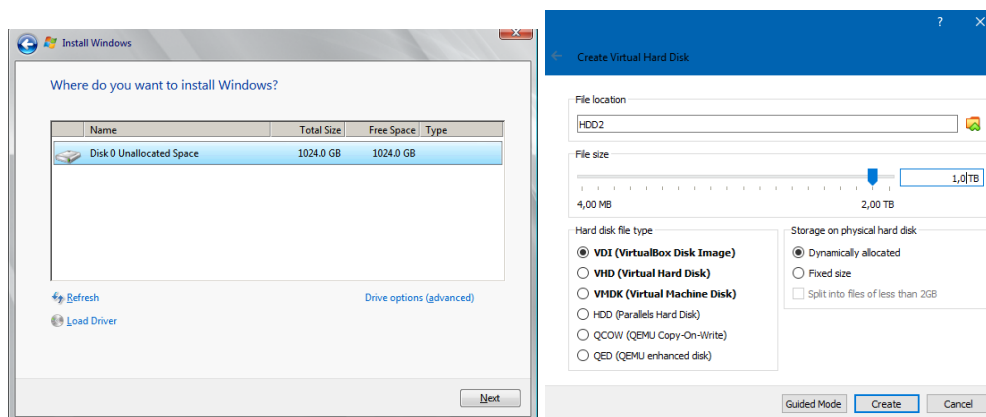 Install Windows
Where do you want to install Windows?
Name Total Size Free Space Type
Disk 0 Unallocated Space 1024.0 GB 1024.0 GB
Refresh Drive options (advanced)
Load Driver
Next
?
Create Virtual Hard Disk
File location
HDD2
File size
1,0 TB
4,00 MB 2,00 TB
Hard disk file type
VDI (VirtualBox Disk Image)
VHD (Virtual Hard Disk)
VMDK (Virtual Machine Disk)
HDD (Parallels Hard Disk)
QCOW (QEMU Copy-On-Write)
QED (QEMU enhanced disk)
Storage on physical hard disk
Dynamically allocated
Fixed size
Split into files of less than 2GB
Guided Mode Create Cancel